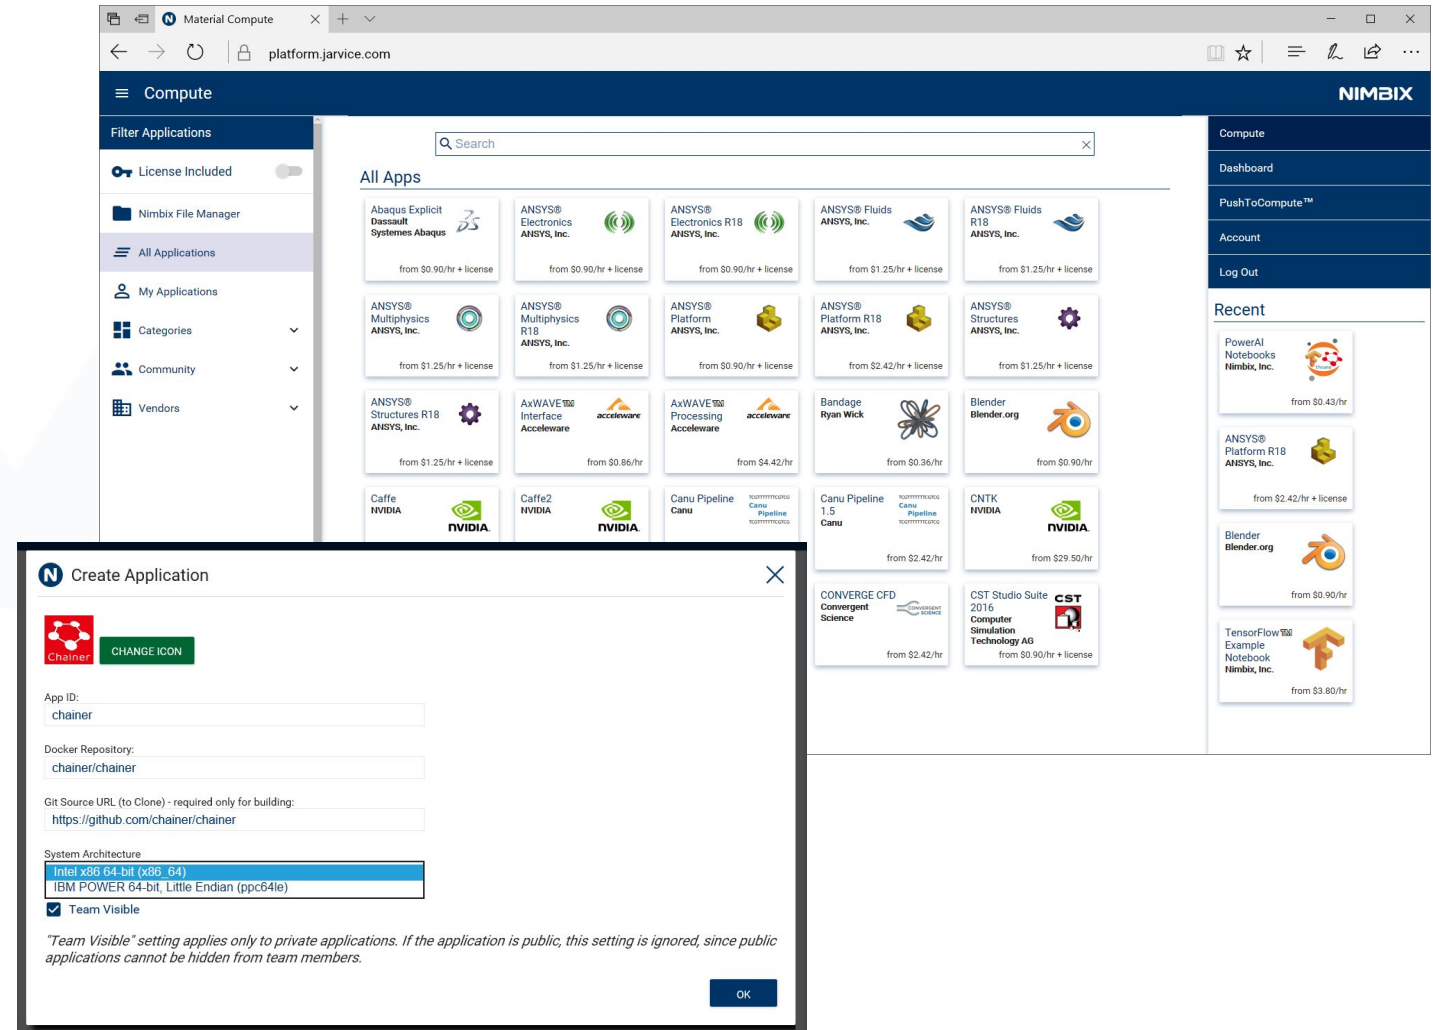 Material Compute
platform.jarvice.com
Compute
NIMBIX
Filter Applications
License Included
Nimbix File Manager
All Applications
My Applications
Categories
Community
Vendors
Search
All Apps
Abaqus Explicit
Dassault
Systemes Abaqus
from $0.90/hr + license
ANSYS®
Electronics
ANSYS, Inc.
from $0.90/hr + license
ANSYS®
Electronics R18
ANSYS, Inc.
from $0.90/hr + license
ANSYS® Fluids
ANSYS, Inc.
from $1.25/hr + license
ANSYS® Fluids
R18
ANSYS, Inc.
from $1.25/hr + license
ANSYS®
Multiphysics
ANSYS, Inc.
from $1.25/hr + license
ANSYS®
Multiphysics
R18
ANSYS, Inc.
from $1.25/hr + license
ANSYS®
Platform
ANSYS, Inc.
from $0.90/hr + license
ANSYS®
Platform R18
ANSYS, Inc.
from $2.42/hr + license
ANSYS®
Structures
ANSYS, Inc.
from $1.25/hr + license
ANSYS®
Structures R18
ANSYS, Inc.
from $1.25/hr + license
AxWAVE™
Interface
Acceleware
acceleware
from $0.86/hr
AxWAVE™
Processing
Acceleware
acceleware
from $4.42/hr
Bandage
Ryan Wick
from $0.36/hr
Blender
Blender.org
from $0.90/hr
Caffe
NVIDIA
NVIDIA.
Caffe2
NVIDIA
NVIDIA.
Canu Pipeline
Canu
Canu
Pipeline
Canu Pipeline
1.5
Canu
Canu
Pipeline
from $2.42/hr
CNTK
NVIDIA
NVIDIA.
from $29.50/hr
CONVERGE CFD
Convergent
Science
CONVERGENT
SCIENCE
from $2.42/hr
CST Studio Suite
2016
Computer
Simulation
Technology AG
CST
from $0.90/hr + license
Compute
Dashboard
PushToCompute™
Account
Log Out
Recent
PowerAI
Notebooks
Nimbix, Inc.
from $0.43/hr
ANSYS®
Platform R18
ANSYS, Inc.
from $2.42/hr + license
Blender
Blender.org
from $0.90/hr
TensorFlow™
Example
Notebook
Nimbix, Inc.
from $3.80/hr
N Create Application
Chainer
CHANGE ICON
App ID:
chainer
Docker Repository:
chainer/chainer
Git Source URL (to Clone) - required only for building:
https://github.com/chainer/chainer
System Architecture
Intel x86 64-bit (x86_64)
IBM POWER 64-bit, Little Endian (ppc64le)
Team Visible
"Team Visible" setting applies only to private applications. If the application is public, this setting is ignored, since public
applications cannot be hidden from team members.
OK